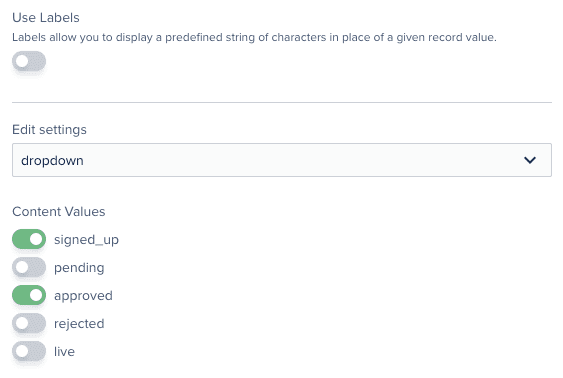 Use Labels
Labels allow you to display a predefined string of characters in place of a given record value.
Edit settings
dropdown
Content Values
signed_up
pending
approved
rejected
live